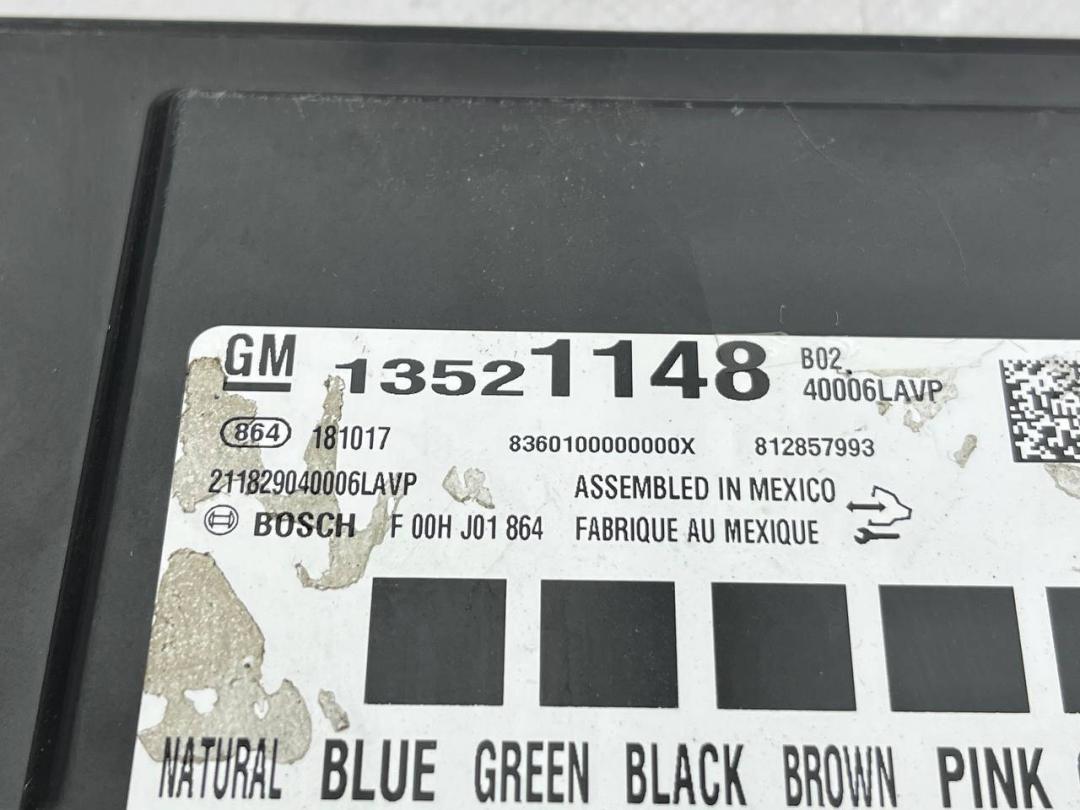 GM 13521148 B02
40006LAVP
864 181017 8360100000000X 812857993
211829040006LAVP ASSEMBLED IN MEXICO
BOSCH F 00H J01 864 FABRIQUE AU MEXIQUE
NATURAL BLUE GREEN BLACK BROWN PINK